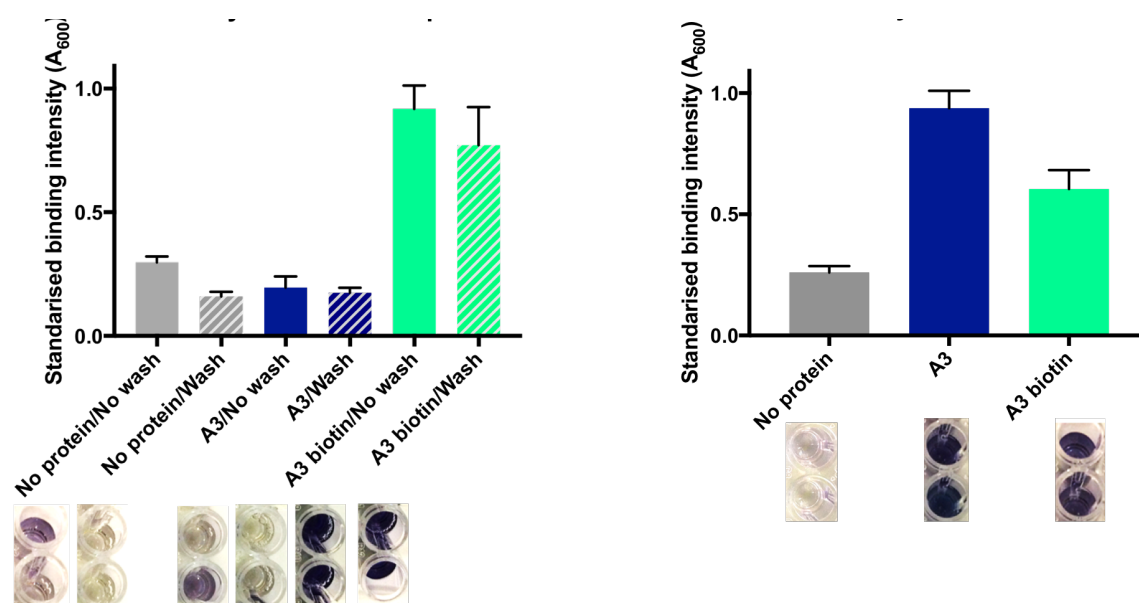 Standarised binding intensity (A600)
1.0
0.5
0.0
No protein/No wash
No protein/Wash
A3/No wash
A3/Wash
A3 biotin/No wash
A3 biotin/Wash
Standarised binding intensity (A600)
1.0
0.5
0.0
No protein
A3
A3 biotin